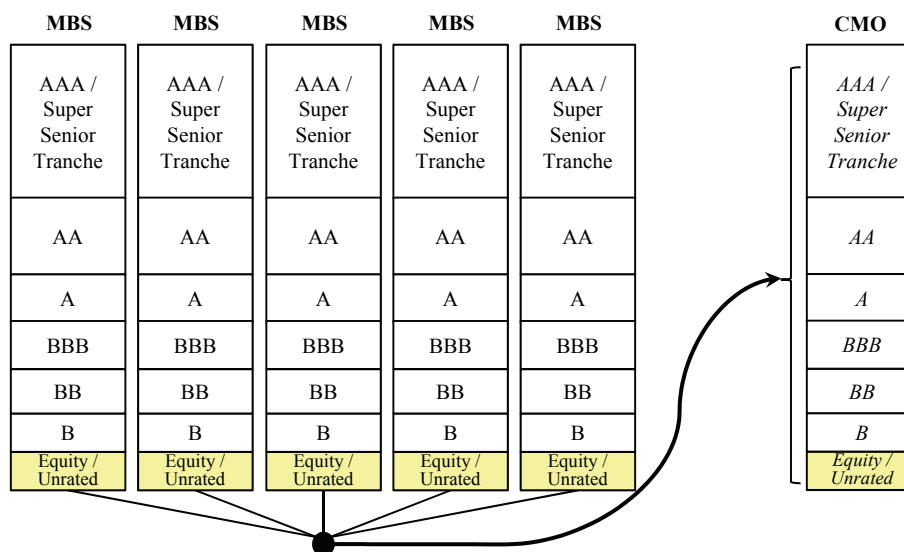 MBS
MBS
MBS
MBS
MBS
CMO
AAA /
Super
Senior
Tranche
AA
A
BBB
BB
B
Equity /
Unrated
AAA /
Super
Senior
Tranche
AA
A
BBB
BB
B
Equity /
Unrated
AAA /
Super
Senior
Tranche
AA
A
BBB
BB
B
Equity /
Unrated
AAA /
Super
Senior
Tranche
AA
A
BBB
BB
B
Equity /
Unrated
AAA /
Super
Senior
Tranche
AA
A
BBB
BB
B
Equity /
Unrated
AAA /
Super
Senior
Tranche
AA
A
BBB
BB
B
Equity /
Unrated